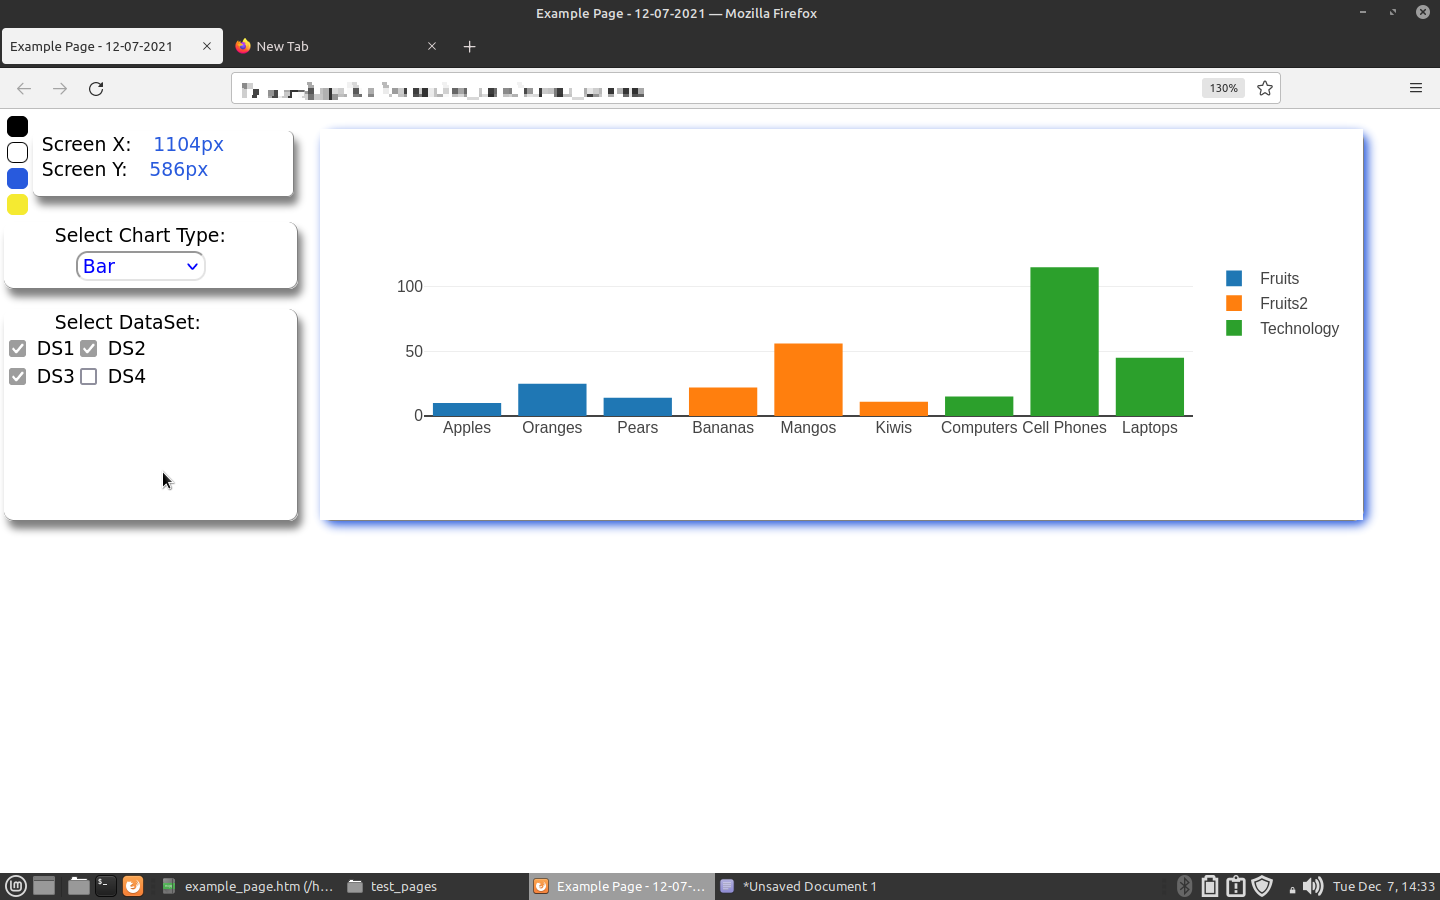 Example Page - 12-07-2021 — Mozilla Firefox
Example Page - 12-07-2021
New Tab
130%
Screen X: 1104px
Screen Y: 586px
Select Chart Type:
Bar
Select DataSet:
DS1 DS2
DS3 DS4
100
50
0
Apples Oranges Pears Bananas Mangos Kiwis Computers Cell Phones Laptops
Fruits
Fruits2
Technology
example_page.htm (/h... test_pages Example Page - 12-07-... *Unsaved Document 1 Tue Dec 7, 14:33